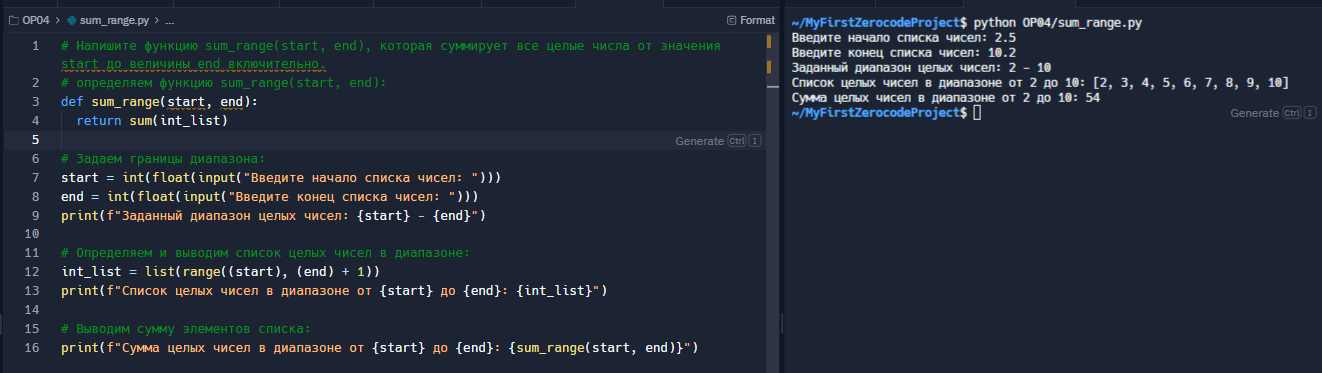 OP04 > sum_range.py > ...
Format
1 # Напишите функцию sum_range(start, end), которая суммирует все целые числа от значения
start до величины end включительно.
2 # определяем функцию sum_range(start, end):
3 def sum_range(start, end):
4 return sum(int_list)
5
Generate Ctrl I
6 # Задаем границы диапазона:
7 start = int(float(input("Введите начало списка чисел: ")))
8 end = int(float(input("Введите конец списка чисел: ")))
9 print(f"Заданный диапазон целых чисел: {start} - {end}")
10
11 # Определяем и выводим список целых чисел в диапазоне:
12 int_list = list(range((start), (end) + 1))
13 print(f"Список целых чисел в диапазоне от {start} до {end}: {int_list}")
14
15 # Выводим сумму элементов списка:
16 print(f"Сумма целых чисел в диапазоне от {start} до {end}: {sum_range(start, end)}")
~/MyFirstZerocodeProject$ python OP04/sum_range.py
Введите начало списка чисел: 2.5
Введите конец списка чисел: 10.2
Заданный диапазон целых чисел: 2 - 10
Список целых чисел в диапазоне от 2 до 10: [2, 3, 4, 5, 6, 7, 8, 9, 10]
Сумма целых чисел в диапазоне от 2 до 10: 54
~/MyFirstZerocodeProject$
Generate Ctrl I